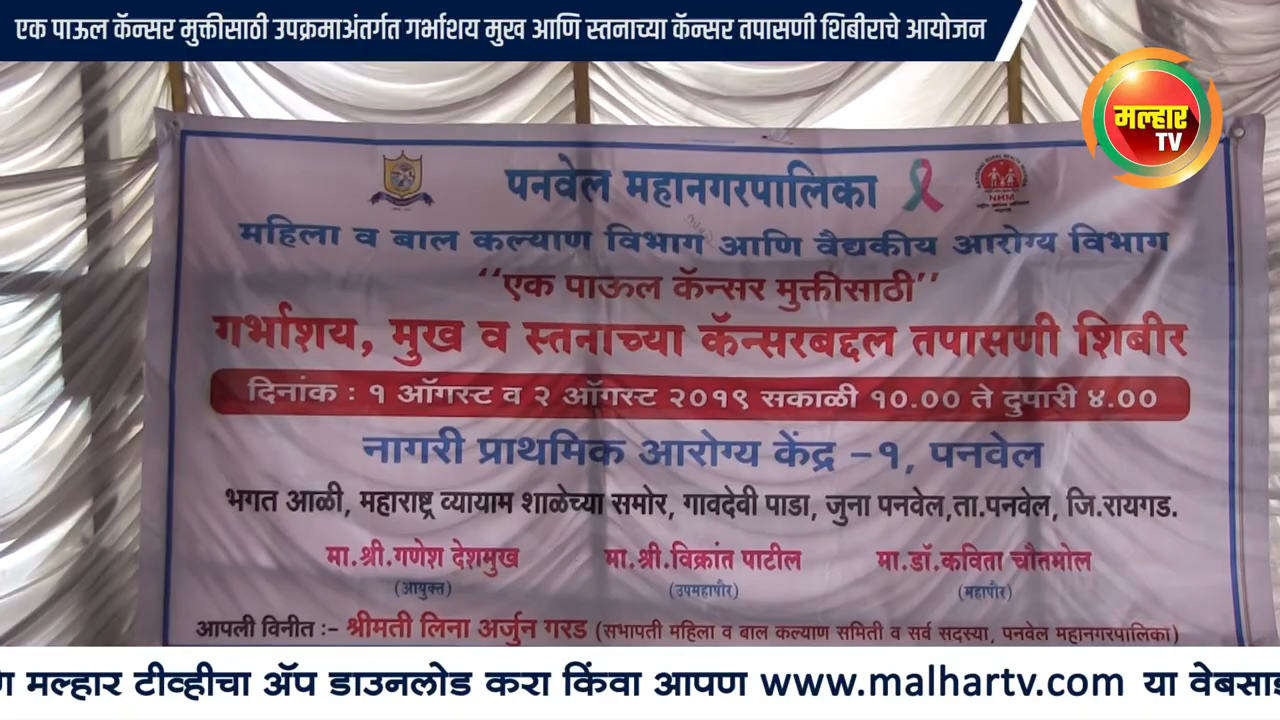 एक पाऊल कॅन्सर मुक्तीसाठी उपक्रमाअंतर्गत गर्भाशय मुख आणि स्तनाच्या कॅन्सर तपासणी शिबीराचे आयोजन
मल्हार
TV
पनवेल महानगरपालिका
NHM
महिला व बाल कल्याण विभाग आणि वैद्यकीय आरोग्य विभाग
"एक पाऊल कॅन्सर मुक्तीसाठी"
गर्भाशय, मुख व स्तनाच्या कॅन्सरबद्दल तपासणी शिबीर
दिनांक : १ ऑगस्ट व २ ऑगस्ट २०१९ सकाळी १०.०० ते दुपारी ४.००
नागरी प्राथमिक आरोग्य केंद्र -१, पनवेल
भगत आळी, महाराष्ट्र व्यायाम शाळेच्या समोर, गावदेवी पाडा, जुना पनवेल,ता.पनवेल, जि.रायगड.
मा.श्री.गणेश देशमुख मा.श्री.विक्रांत पाटील मा.डॉ.कविता चौतमोल
(आयुक्त) (उपमहापौर) (महापौर)
आपली विनीत :- श्रीमती लिना अर्जुन गरड (सभापती महिला व बाल कल्याण समिती व सर्व सदस्या, पनवेल महानगरपालिका)
मल्हार टीव्हीचा ॲप डाउनलोड करा किंवा आपण www.malhartv.com या